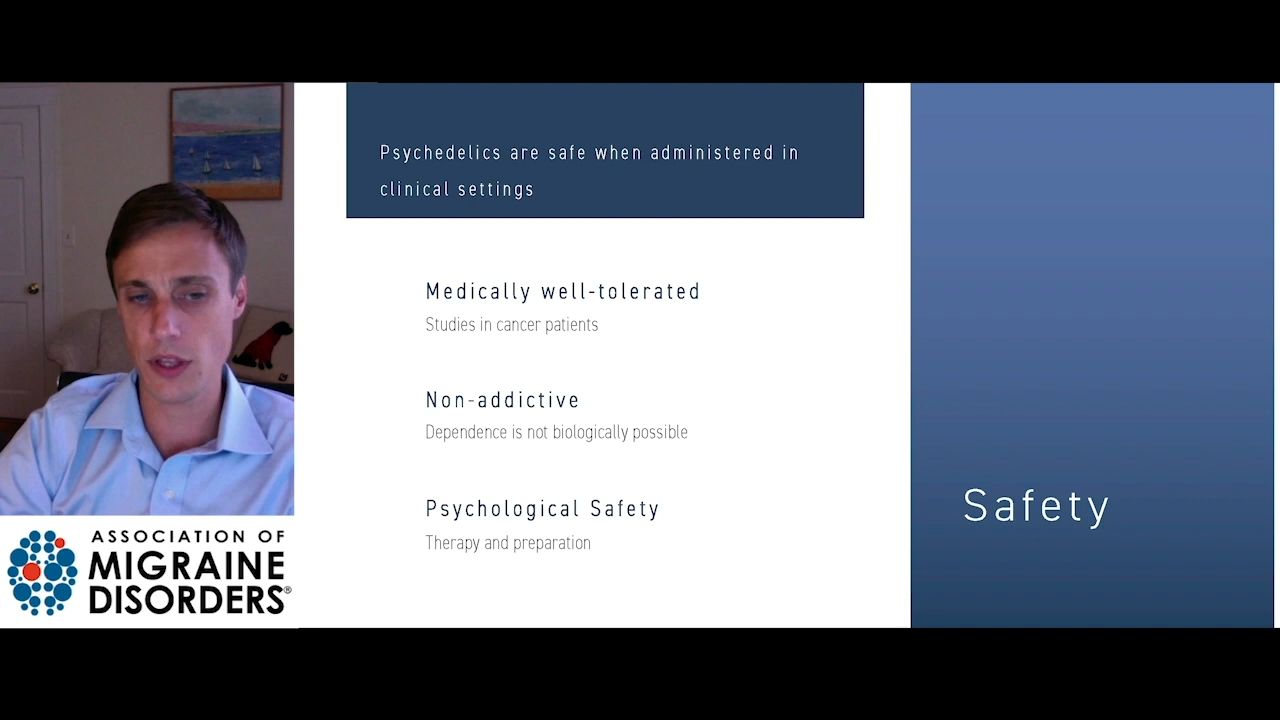 Psychedelics are safe when administered in
clinical settings
Medically well-tolerated
Studies in cancer patients
Non-addictive
Dependence is not biologically possible
Psychological Safety
Therapy and preparation
Safety
ASSOCIATION OF
MIGRAINE
DISORDERS®